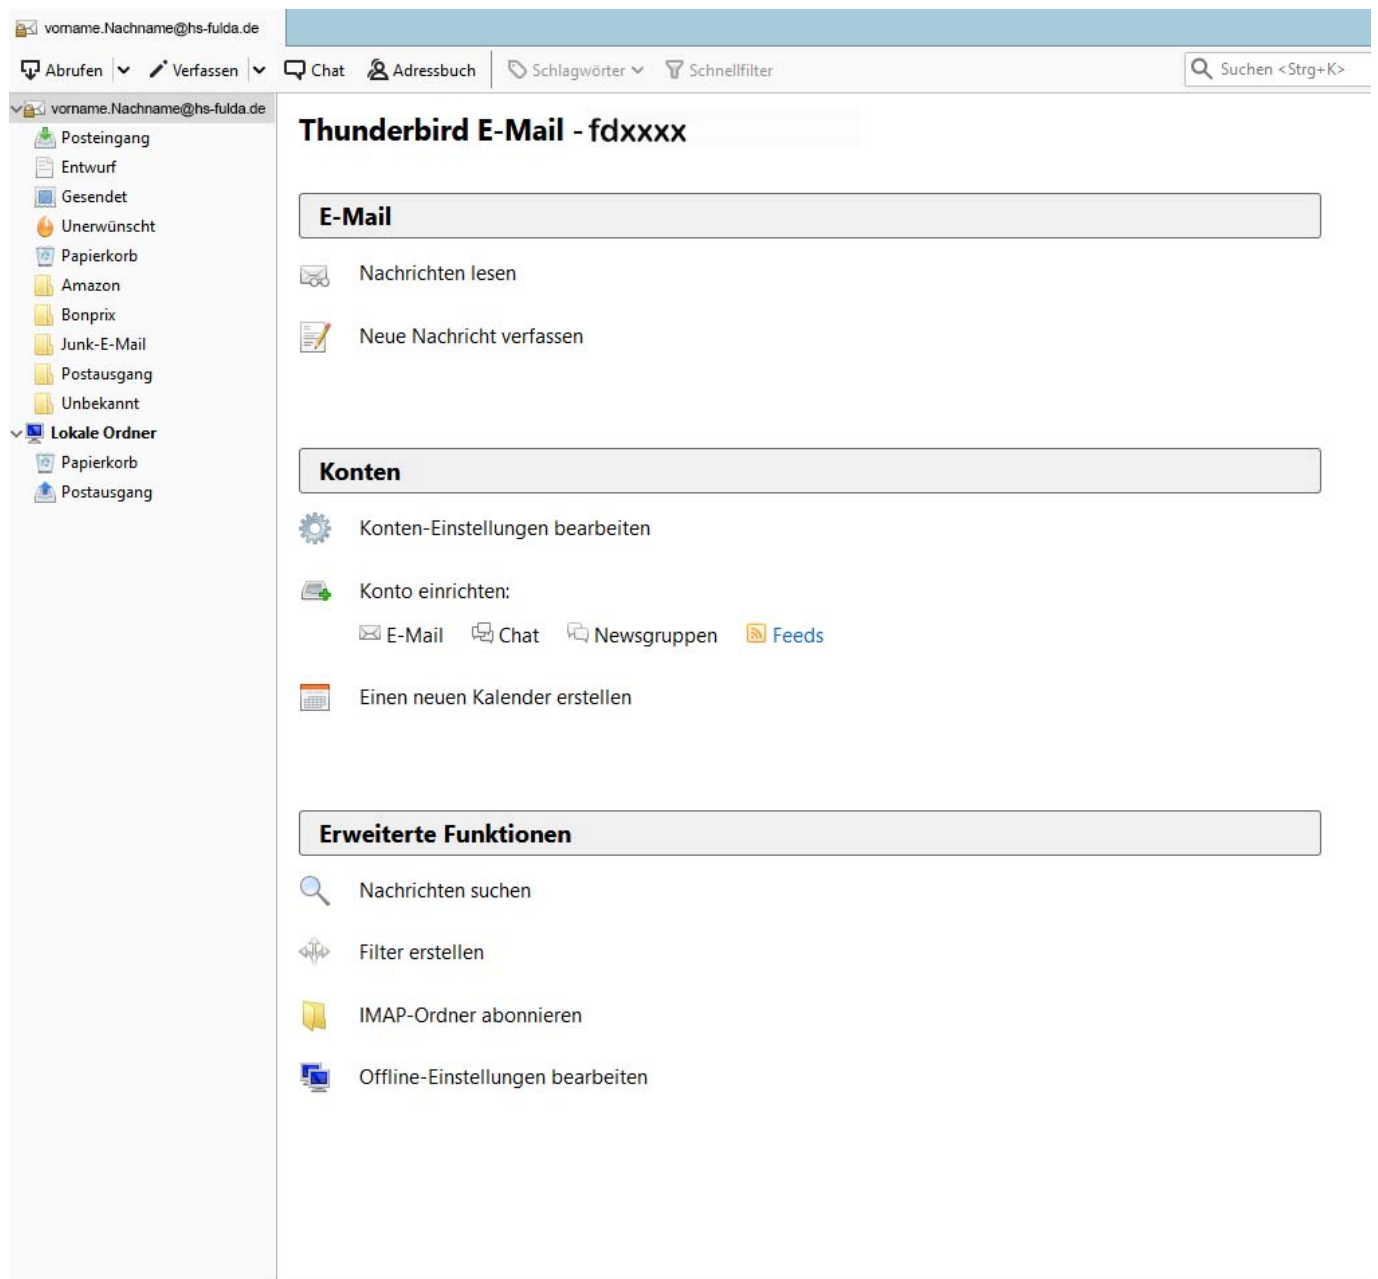 vorname.Nachname@hs-fulda.de
Abrufen Verfassen Chat Adressbuch Schlagwörter Schnellfilter Suchen <Strg+K>
vorname.Nachname@hs-fulda.de
Posteingang
Entwurf
Gesendet
Unerwünscht
Papierkorb
Amazon
Bonprix
Junk-E-Mail
Postausgang
Unbekannt
Lokale Ordner
Papierkorb
Postausgang
Thunderbird E-Mail - fdxxxx
E-Mail
Nachrichten lesen
Neue Nachricht verfassen
Konten
Konten-Einstellungen bearbeiten
Konto einrichten:
E-Mail Chat Newsgruppen Feeds
Einen neuen Kalender erstellen
Erweiterte Funktionen
Nachrichten suchen
Filter erstellen
IMAP-Ordner abonnieren
Offline-Einstellungen bearbeiten